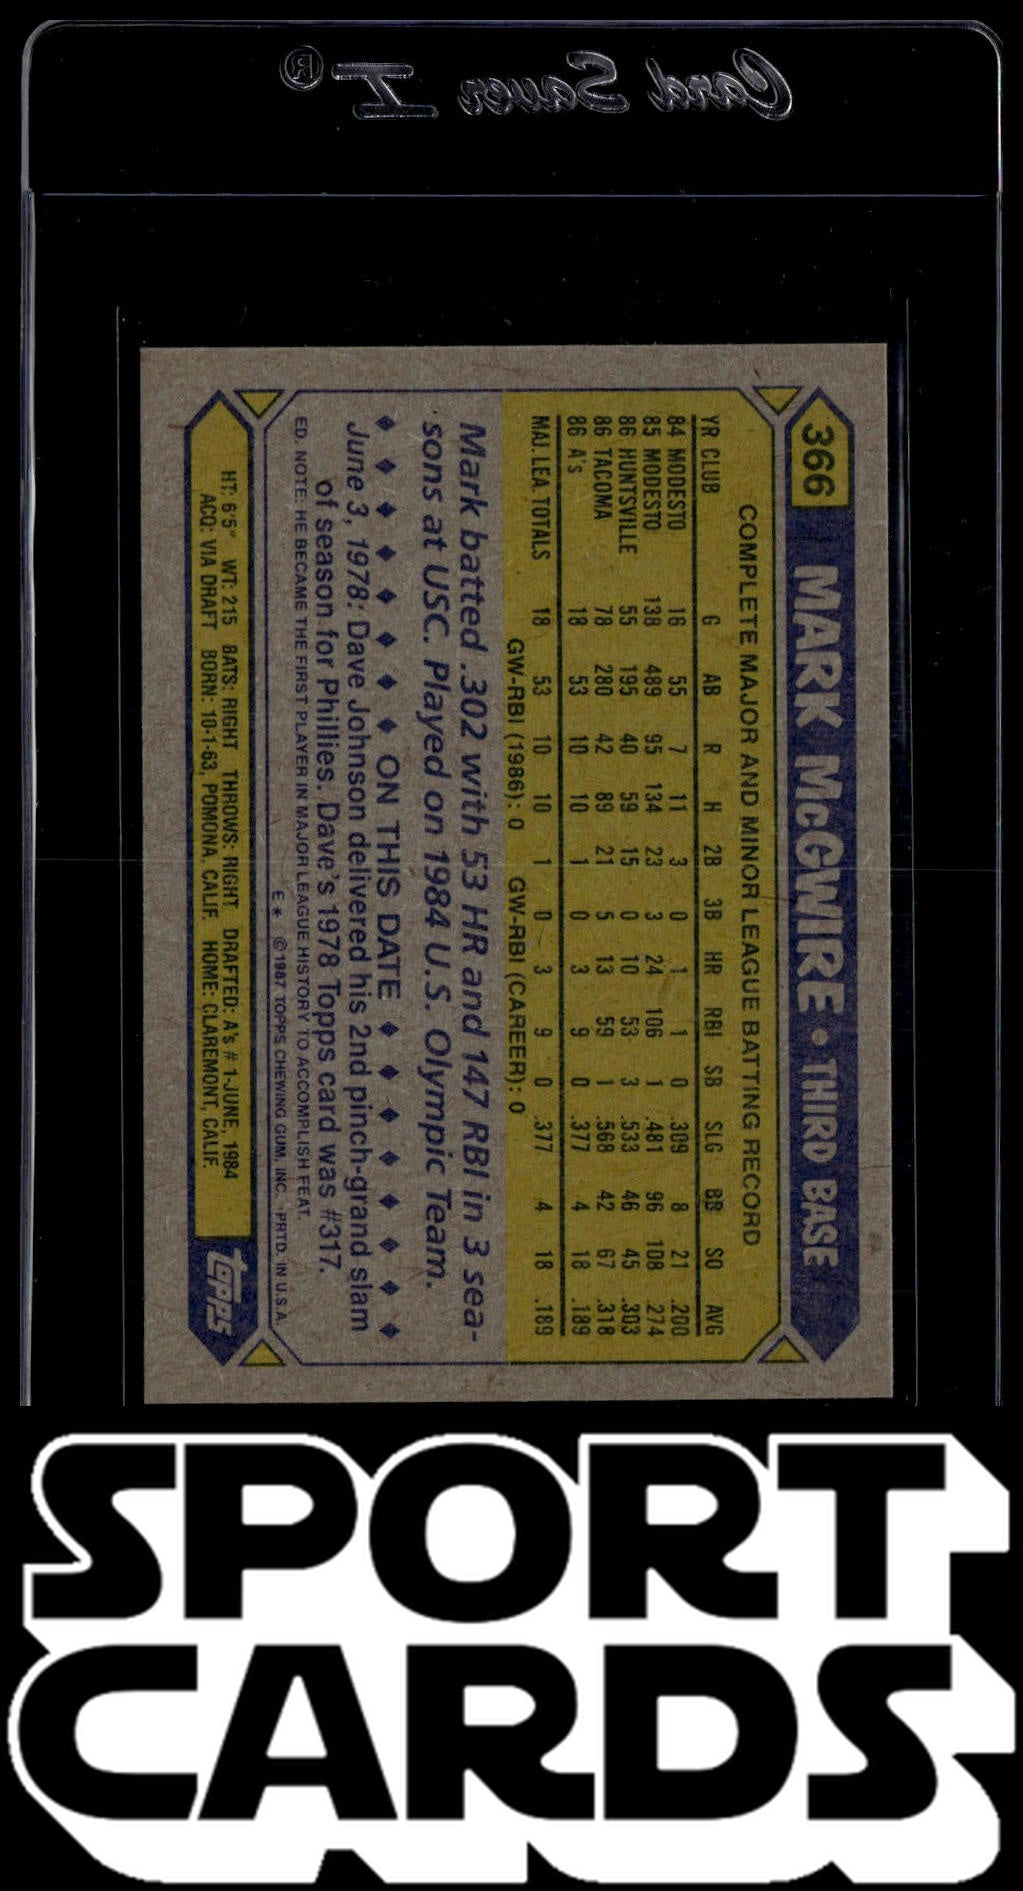 Card Saver I®
366 MARK McGWIRE • THIRD BASE
COMPLETE MAJOR AND MINOR LEAGUE BATTING RECORD
YR CLUB G AB R H 2B 3B HR RBI SB SLG BB SO AVG
84 MODESTO 16 55 7 11 3 0 1 1 0 .309 8 21 .200
85 MODESTO 138 489 95 134 23 3 24 106 1 .481 96 108 .274
86 HUNTSVILLE 55 195 40 59 15 0 10 53 3 .533 46 45 .303
86 TACOMA 78 280 42 89 21 5 13 59 1 .568 42 67 .318
86 A's 18 53 10 10 1 0 3 9 0 .377 4 18 .189
MAJ. LEA. TOTALS 18 53 10 10 1 0 3 9 0 .377 4 18 .189
GW-RBI (1986): 0 GW-RBI (CAREER): 0
Mark batted .302 with 53 HR and 147 RBI in 3 sea-
sons at USC. Played on 1984 U.S. Olympic Team.
ON THIS DATE
June 3, 1978: Dave Johnson delivered his 2nd pinch-grand slam
of season for Phillies. Dave's 1978 Topps card was #317.
ED. NOTE: HE BECAME THE FIRST PLAYER IN MAJOR LEAGUE HISTORY TO ACCOMPLISH FEAT.
E* ©1987 TOPPS CHEWING GUM, INC. PRTD. IN U.S.A.
HT: 6'5" WT: 215 BATS: RIGHT THROWS: RIGHT DRAFTED: A's #1-JUNE, 1984
ACQ: VIA DRAFT BORN: 10-1-63, POMONA, CALIF. HOME: CLAREMONT, CALIF.
topps
SPORT
CARDS